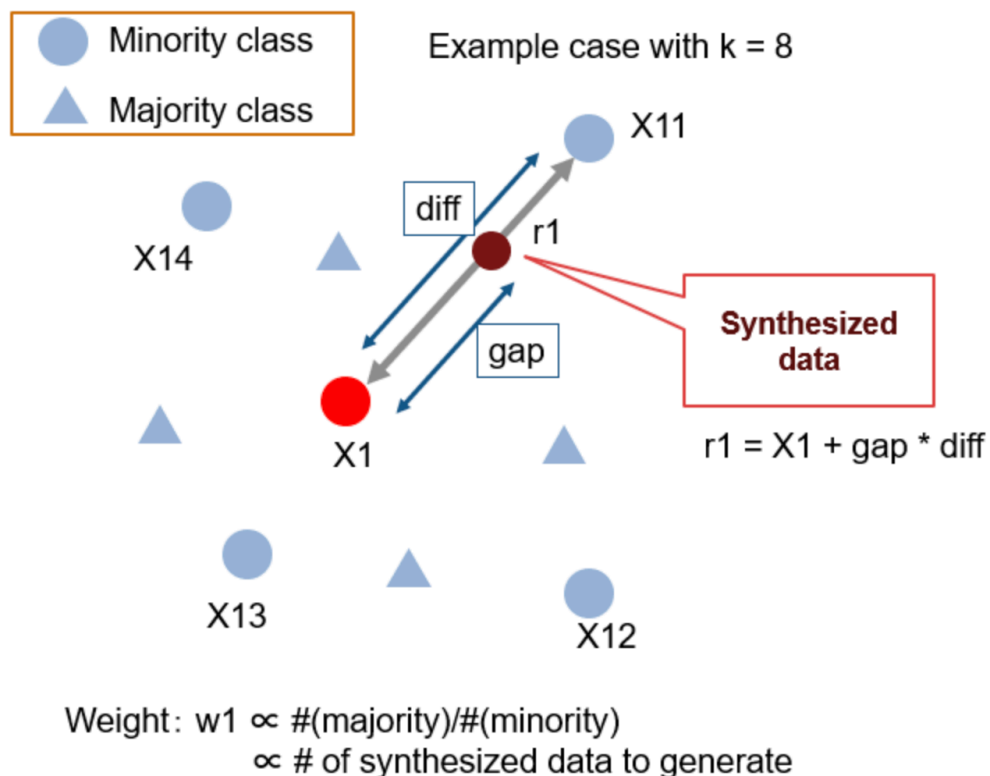 Minority class
Majority class
Example case with k = 8
X11
diff
r1
X14
gap
Synthesized
data
X1
r1 = X1 + gap * diff
X13
X12
Weight: w1 ∝ #(majority)/#(minority)
∝ # of synthesized data to generate